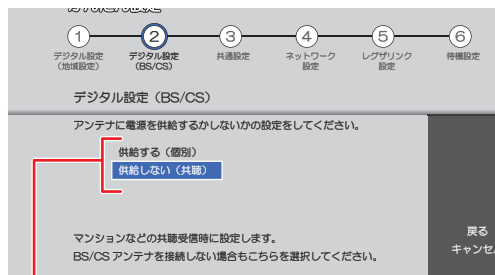 1
2
3
4
5
6
デジタル設定
(地域設定)
デジタル設定
(BS/CS)
共通設定
ネットワーク
設定
レグザリンク
設定
待機設定
デジタル設定(BS/CS)
アンテナに電源を供給するかしないかの設定をしてください。
供給する(個別)
供給しない(共聴)
マンションなどの共聴受信時に設定します。
BS/CS アンテナを接続しない場合もこちらを選択してください。
戻る
キャンセ